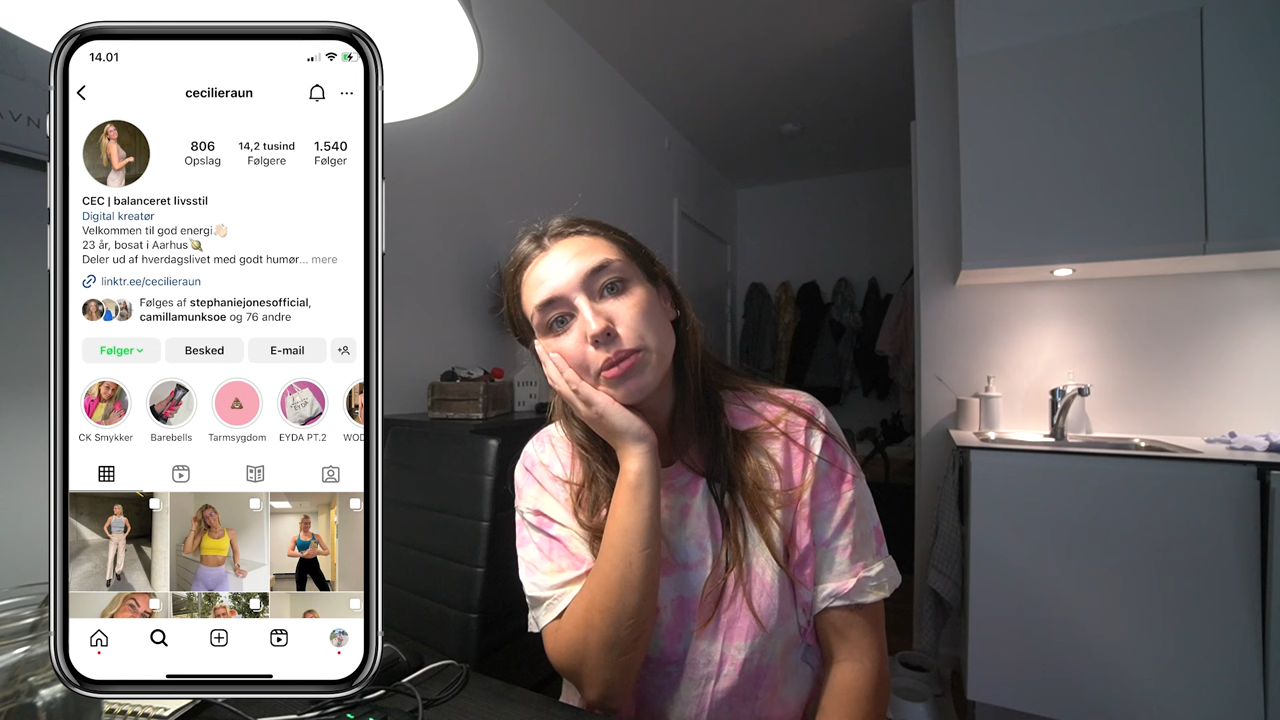 14.01
cecilieraun
806
14,2 tusind
1.540
Opslag
Følgere
Følger
CEC | balanceret livsstil
Digital kreatør
Velkommen til god energi👋🏻
23 år, bosat i Aarhus
Deler ud af hverdagslivet med godt humør... mere
linktr.ee/cecilieraun
Følges af stephaniejonesofficial,
camillamunksoe og 76 andre
Følger
Besked
E-mail
CK Smykker
Barebells
Tarmsygdom
EYDA PT.2
WOD